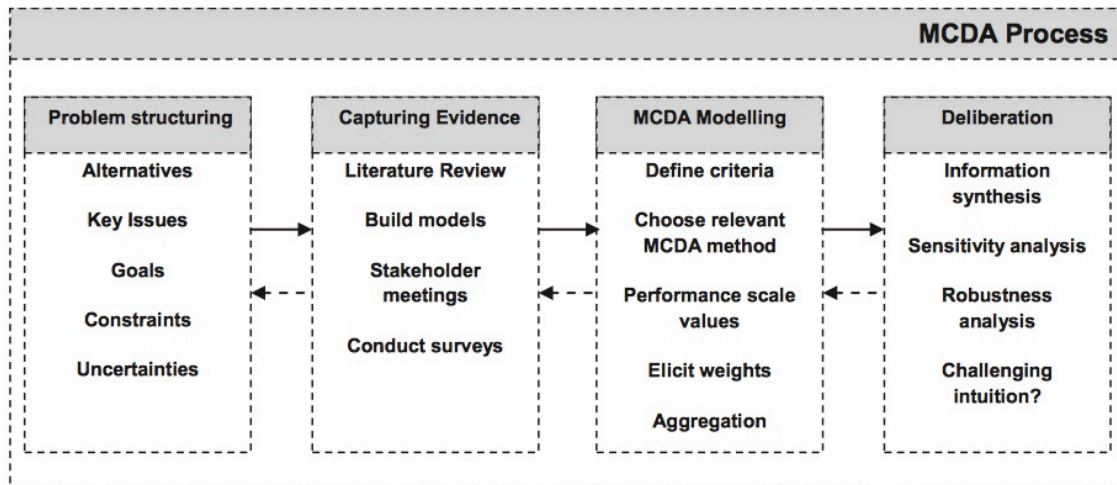 MCDA Process
Problem structuring
Alternatives
Key Issues
Goals
Constraints
Uncertainties
Capturing Evidence
Literature Review
Build models
Stakeholder
meetings
Conduct surveys
MCDA Modelling
Define criteria
Choose relevant
MCDA method
Performance scale
values
Elicit weights
Aggregation
Deliberation
Information
synthesis
Sensitivity analysis
Robustness
analysis
Challenging
intuition?